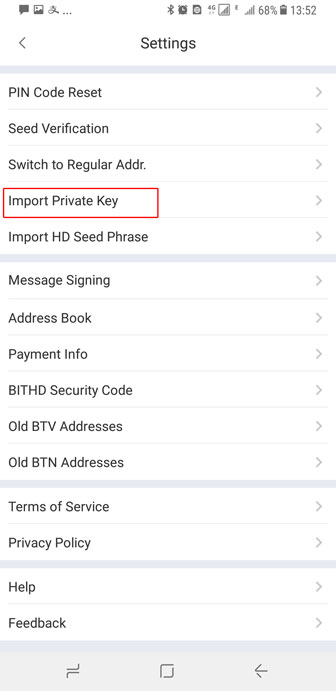 ... 4G 68% 13:52
Settings
PIN Code Reset
Seed Verification
Switch to Regular Addr.
Import Private Key
Import HD Seed Phrase
Message Signing
Address Book
Payment Info
BITHD Security Code
Old BTV Addresses
Old BTN Addresses
Terms of Service
Privacy Policy
Help
Feedback